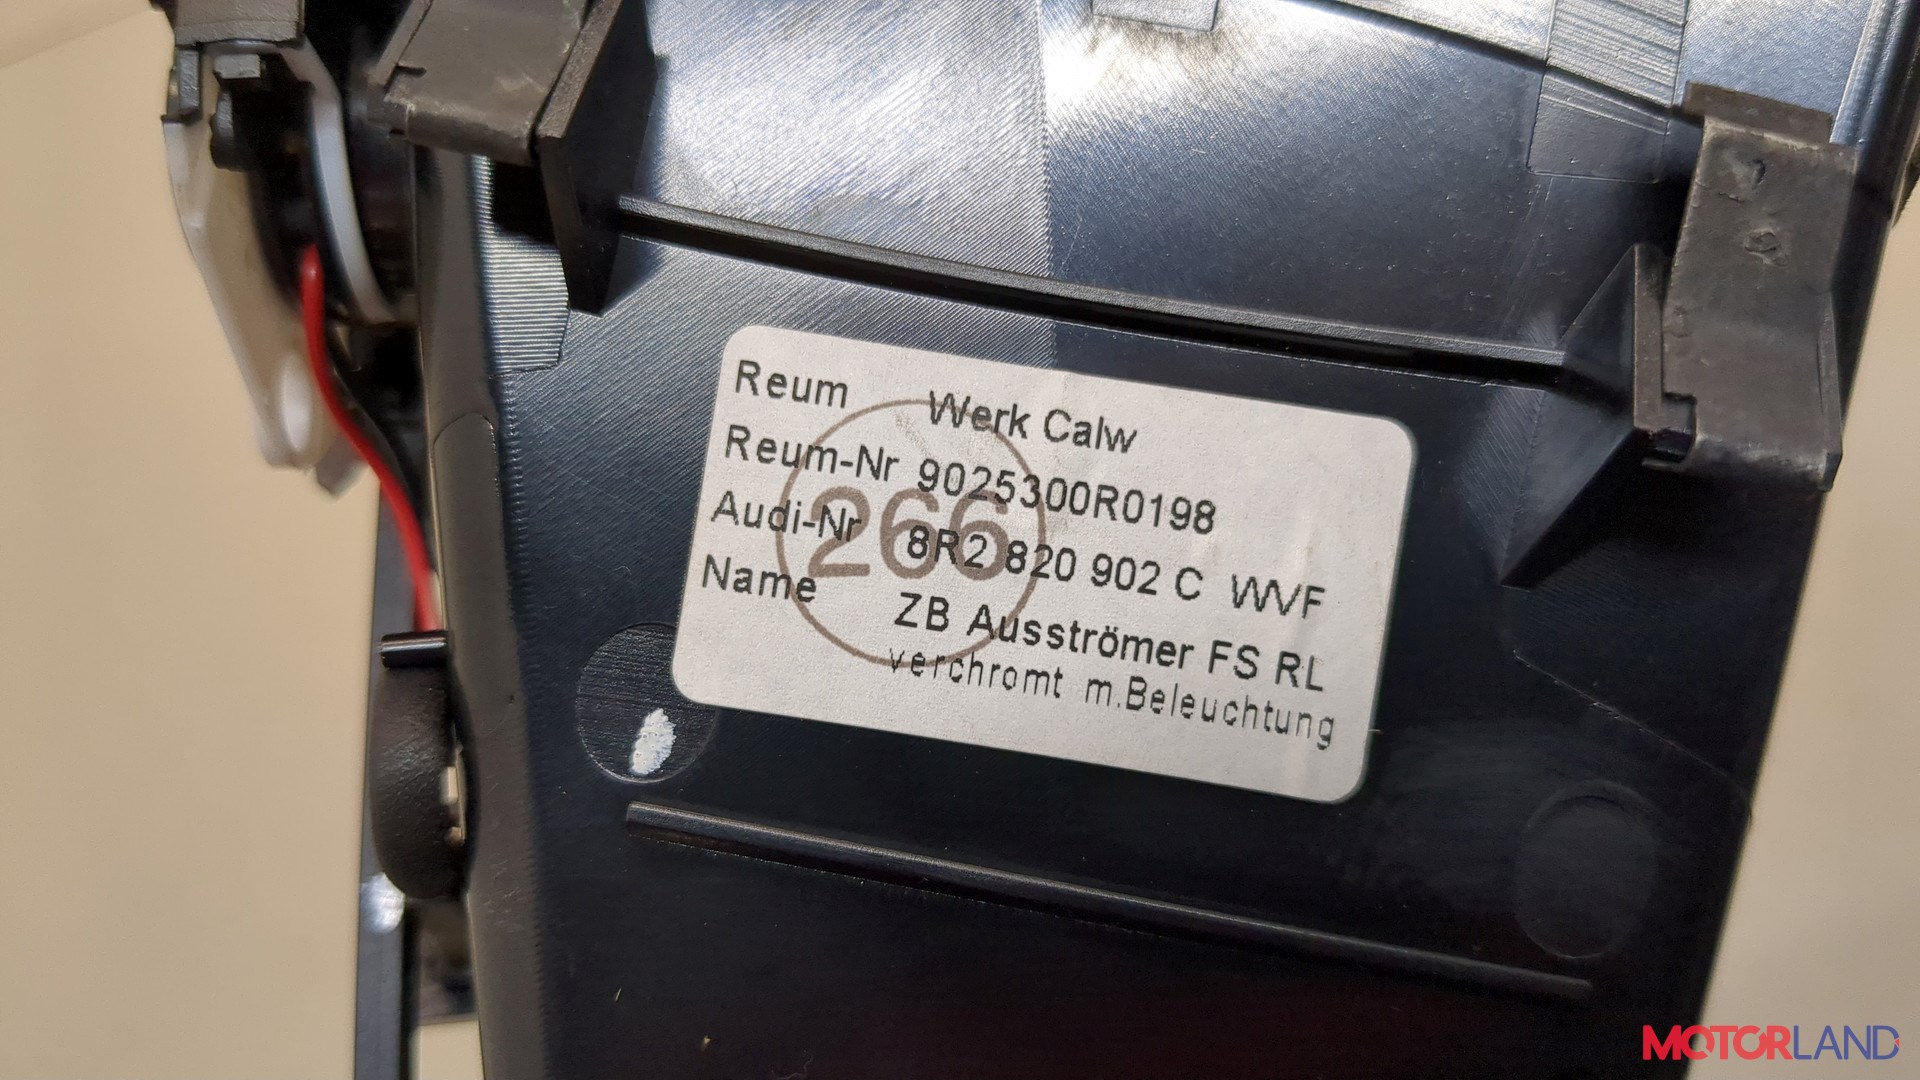 Reum Werk Calw
Reum-Nr 9025300R0198
Audi-Nr 8R2 820 902 C WVF
Name ZB Ausströmer FS RL
verchromt m.Beleuchtung
266
MOTORLAND